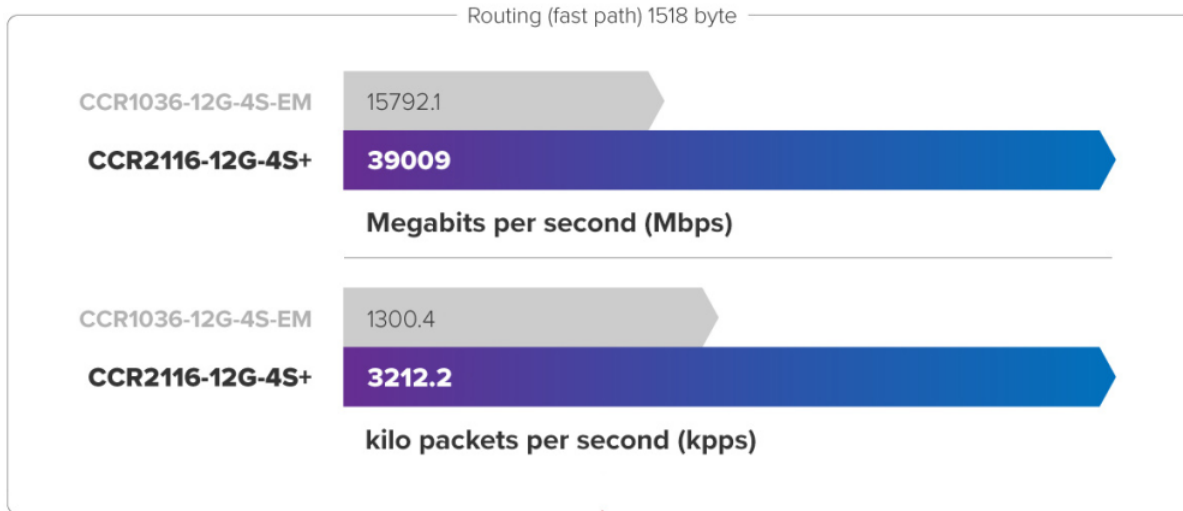 Routing (fast path) 1518 byte
CCR1036-12G-4S-EM 15792.1
CCR2116-12G-4S+ 39009
Megabits per second (Mbps)
CCR1036-12G-4S-EM 1300.4
CCR2116-12G-4S+ 3212.2
kilo packets per second (kpps)